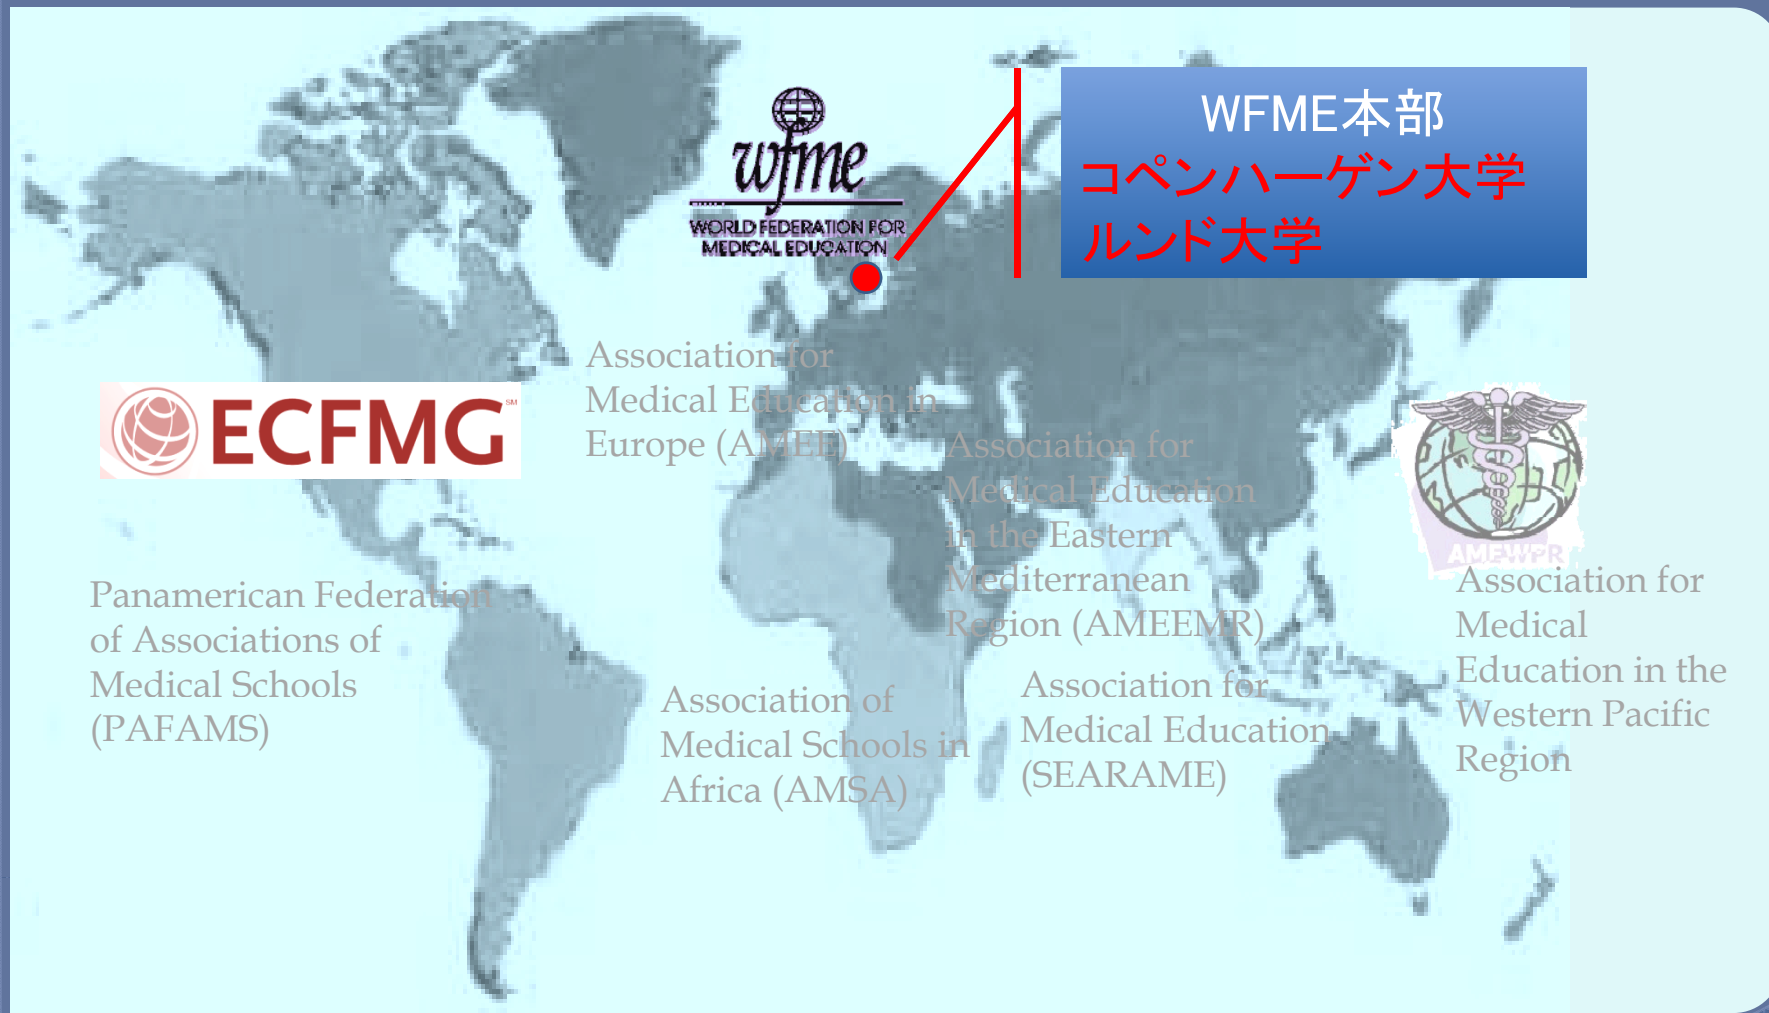 wfme
WORLD FEDERATION FOR
MEDICAL EDUCATION
WFME本部
コペンハーゲン大学
ルンド大学
ECFMG℠
Association for
Medical Education in
Europe (AMEE)
Association for
Medical Education
in the Eastern
Mediterranean
Region (AMEEMR)
AMEWPR
Association for
Medical
Education in the
Western Pacific
Region
Panamerican Federation
of Associations of
Medical Schools
(PAFAMS)
Association of
Medical Schools in
Africa (AMSA)
Association for
Medical Education
(SEARAME)